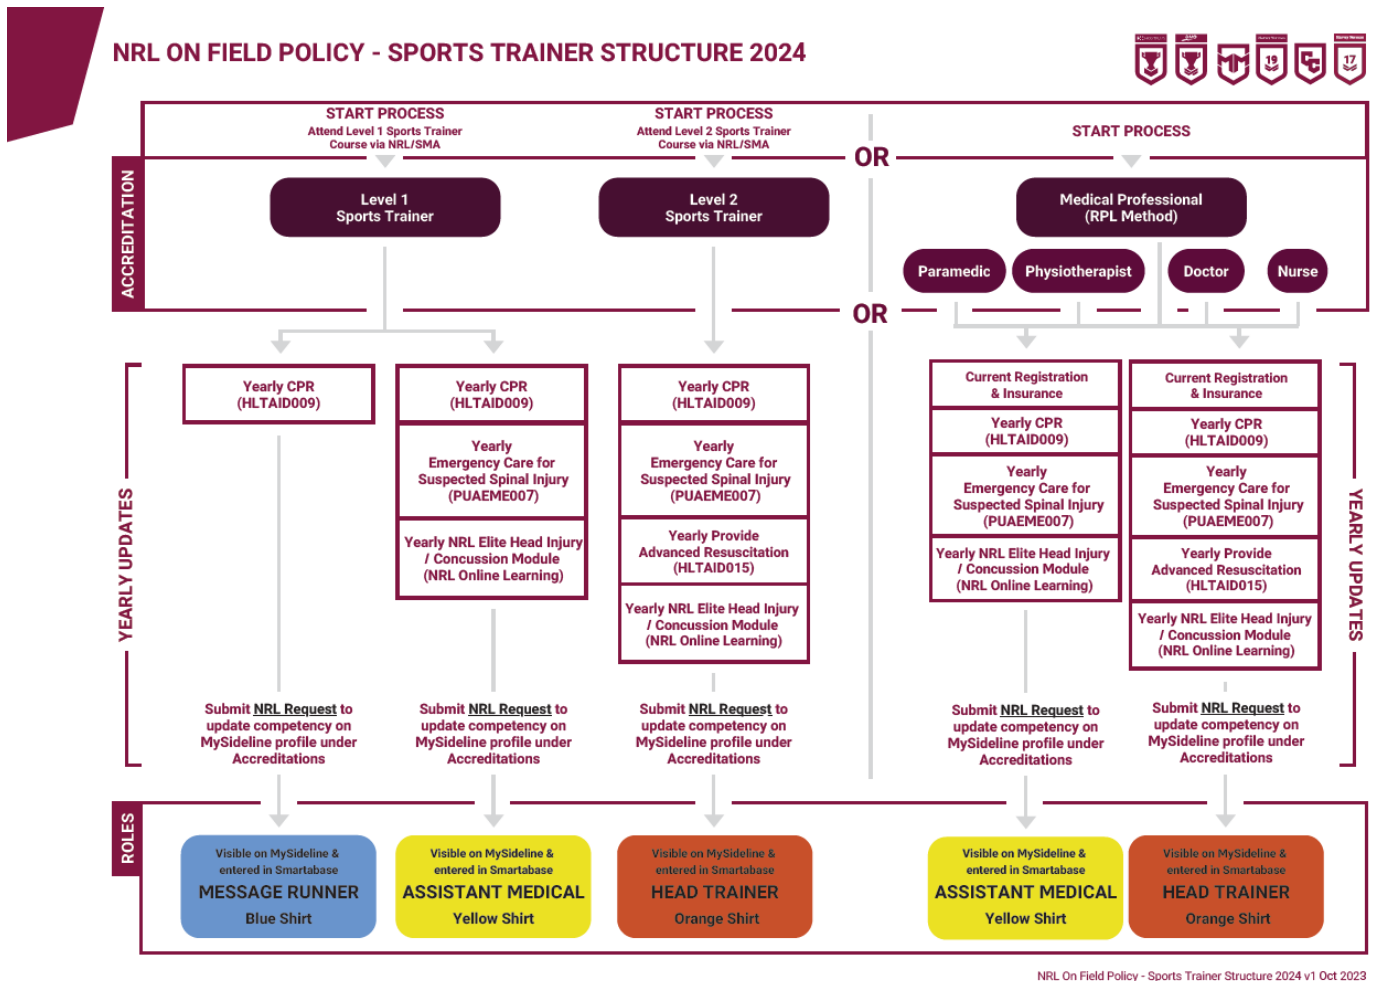 NRL ON FIELD POLICY - SPORTS TRAINER STRUCTURE 2024
19
17
START PROCESS
Attend Level 1 Sports Trainer
Course via NRL/SMA
START PROCESS
Attend Level 2 Sports Trainer
Course via NRL/SMA
OR
START PROCESS
ACCREDITATION
Level 1
Sports Trainer
Level 2
Sports Trainer
Medical Professional
(RPL Method)
Paramedic
Physiotherapist
Doctor
Nurse
OR
YEARLY UPDATES
Yearly CPR
(HLTAID009)
Yearly CPR
(HLTAID009)
Yearly
Emergency Care for
Suspected Spinal Injury
(PUAEME007)
Yearly NRL Elite Head Injury
/ Concussion Module
(NRL Online Learning)
Yearly CPR
(HLTAID009)
Yearly
Emergency Care for
Suspected Spinal Injury
(PUAEME007)
Yearly Provide
Advanced Resuscitation
(HLTAID015)
Yearly NRL Elite Head Injury
/ Concussion Module
(NRL Online Learning)
Current Registration
& Insurance
Yearly CPR
(HLTAID009)
Yearly
Emergency Care for
Suspected Spinal Injury
(PUAEME007)
Yearly NRL Elite Head Injury
/ Concussion Module
(NRL Online Learning)
Current Registration
& Insurance
Yearly CPR
(HLTAID009)
Yearly
Emergency Care for
Suspected Spinal Injury
(PUAEME007)
Yearly Provide
Advanced Resuscitation
(HLTAID015)
Yearly NRL Elite Head Injury
/ Concussion Module
(NRL Online Learning)
YEARLY UPDATES
Submit NRL Request to
update competency on
MySideline profile under
Accreditations
Submit NRL Request to
update competency on
MySideline profile under
Accreditations
Submit NRL Request to
update competency on
MySideline profile under
Accreditations
Submit NRL Request to
update competency on
MySideline profile under
Accreditations
Submit NRL Request to
update competency on
MySideline profile under
Accreditations
ROLES
Visible on MySideline &
entered in Smartabase
MESSAGE RUNNER
Blue Shirt
Visible on MySideline &
entered in Smartabase
ASSISTANT MEDICAL
Yellow Shirt
Visible on MySideline &
entered in Smartabase
HEAD TRAINER
Orange Shirt
Visible on MySideline &
entered in Smartabase
ASSISTANT MEDICAL
Yellow Shirt
Visible on MySideline &
entered in Smartabase
HEAD TRAINER
Orange Shirt
NRL On Field Policy - Sports Trainer Structure 2024 v1 Oct 2023